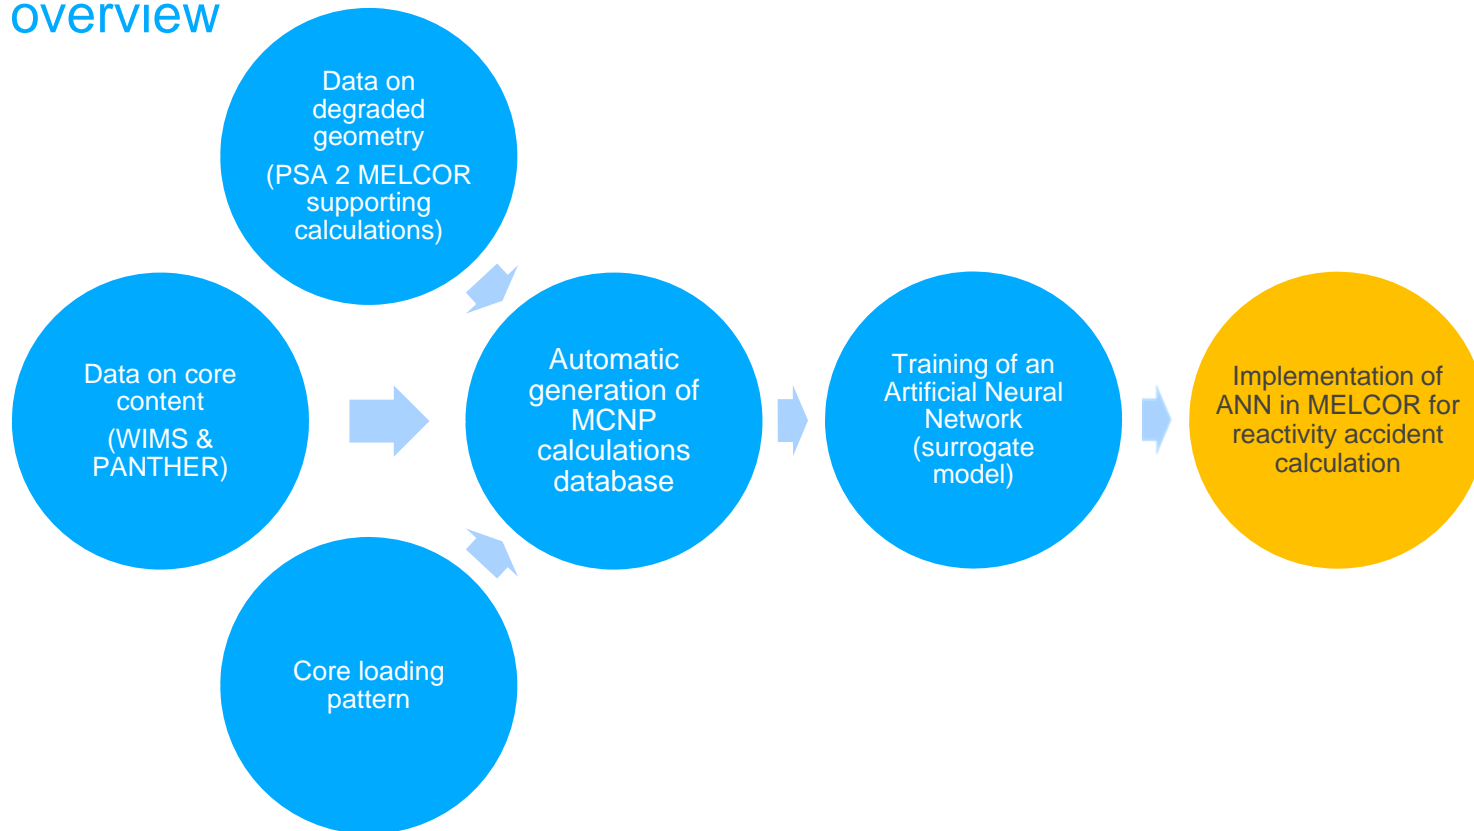 overview
Data on
degraded
geometry
(PSA 2 MELCOR
supporting
calculations)
Data on core
content
(WIMS &
PANTHER)
Core loading
pattern
Automatic
generation of
MCNP
calculations
database
Training of an
Artificial Neural
Network
(surrogate
model)
Implementation of
ANN in MELCOR for
reactivity accident
calculation